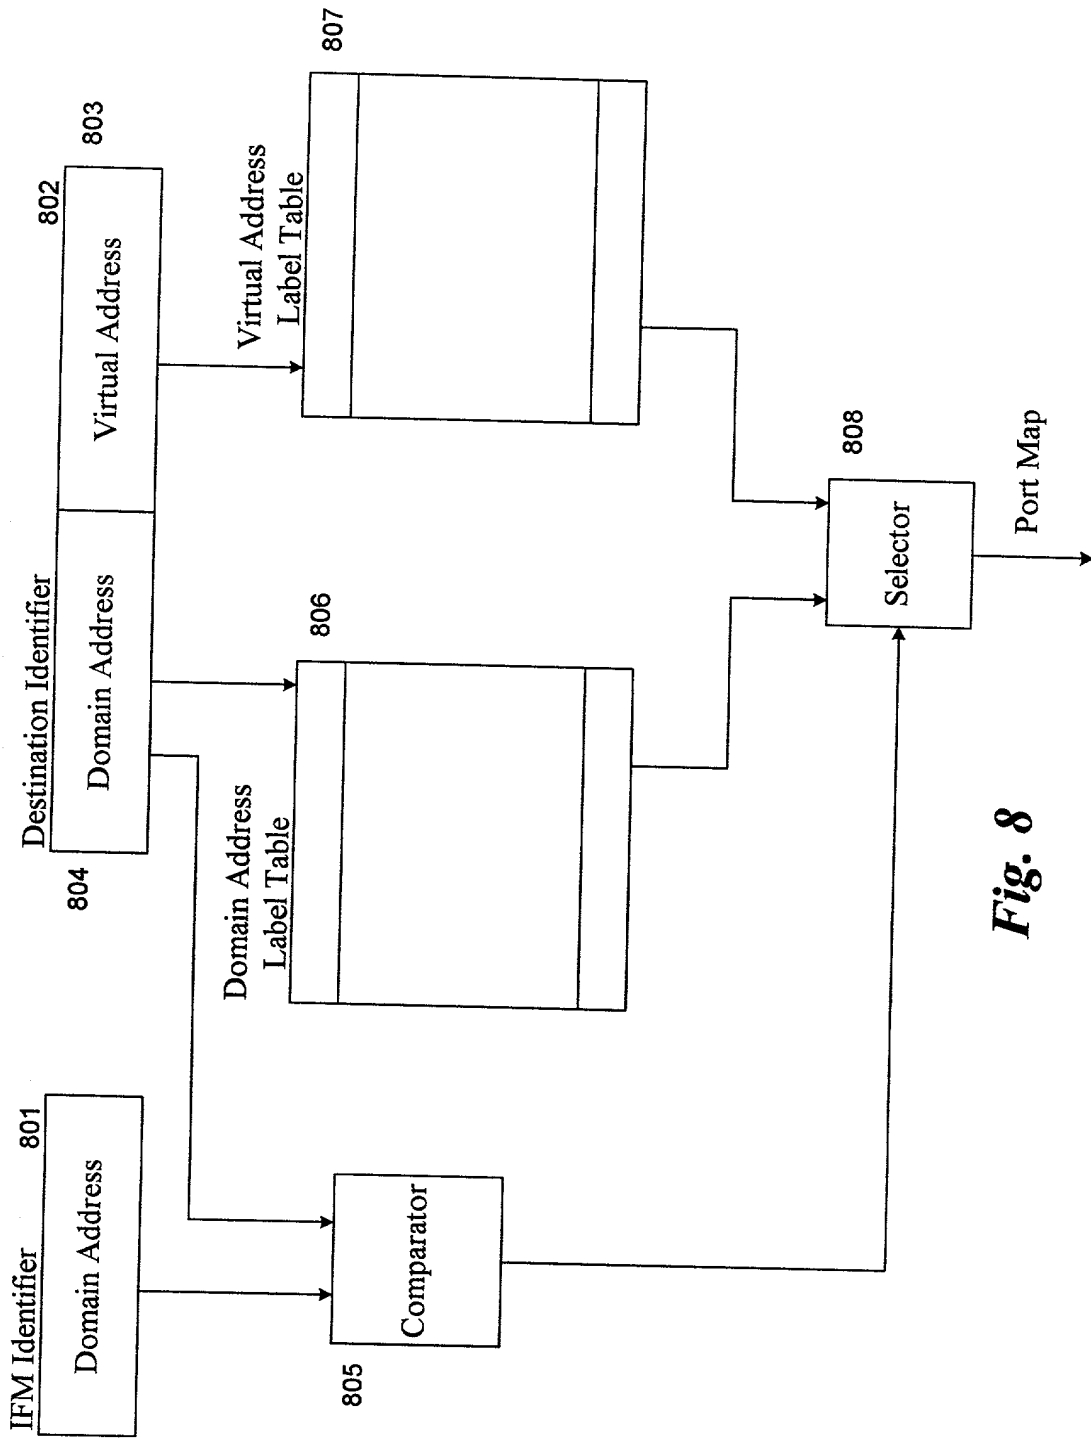 IFM Identifier
801
Domain Address
Destination Identifier
802
804
Domain Address
Virtual Address
803
Domain Address
Label Table
806
Virtual Address
Label Table
807
805
Comparator
808
Selector
Port Map
Fig. 8